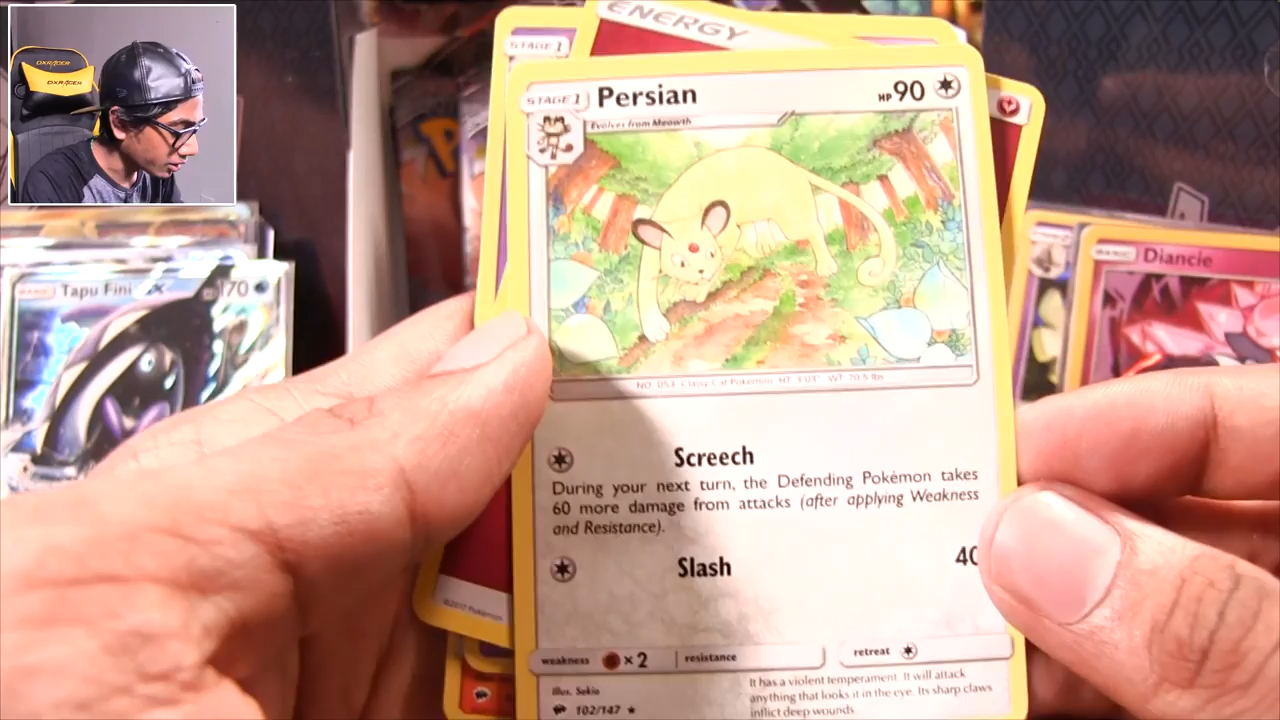 DXRACER
DXRACER
STAGE 1
ENERGY
STAGE 1
Persian
HP 90
Evolves from Meowth
NO. 053 Classy Cat Pokémon HT: 3'03" WT: 70.5 lbs
Screech
During your next turn, the Defending Pokémon takes
60 more damage from attacks (after applying Weakness
and Resistance).
Slash
40
weakness ×2 resistance
retreat
Illus. Sekio
102/147 ★
It has a violent temperament. It will attack
anything that looks it in the eye. Its sharp claws
inflict deep wounds.
©2017 Pokémon
BASIC Tapu Fini
170
BASIC Diancie